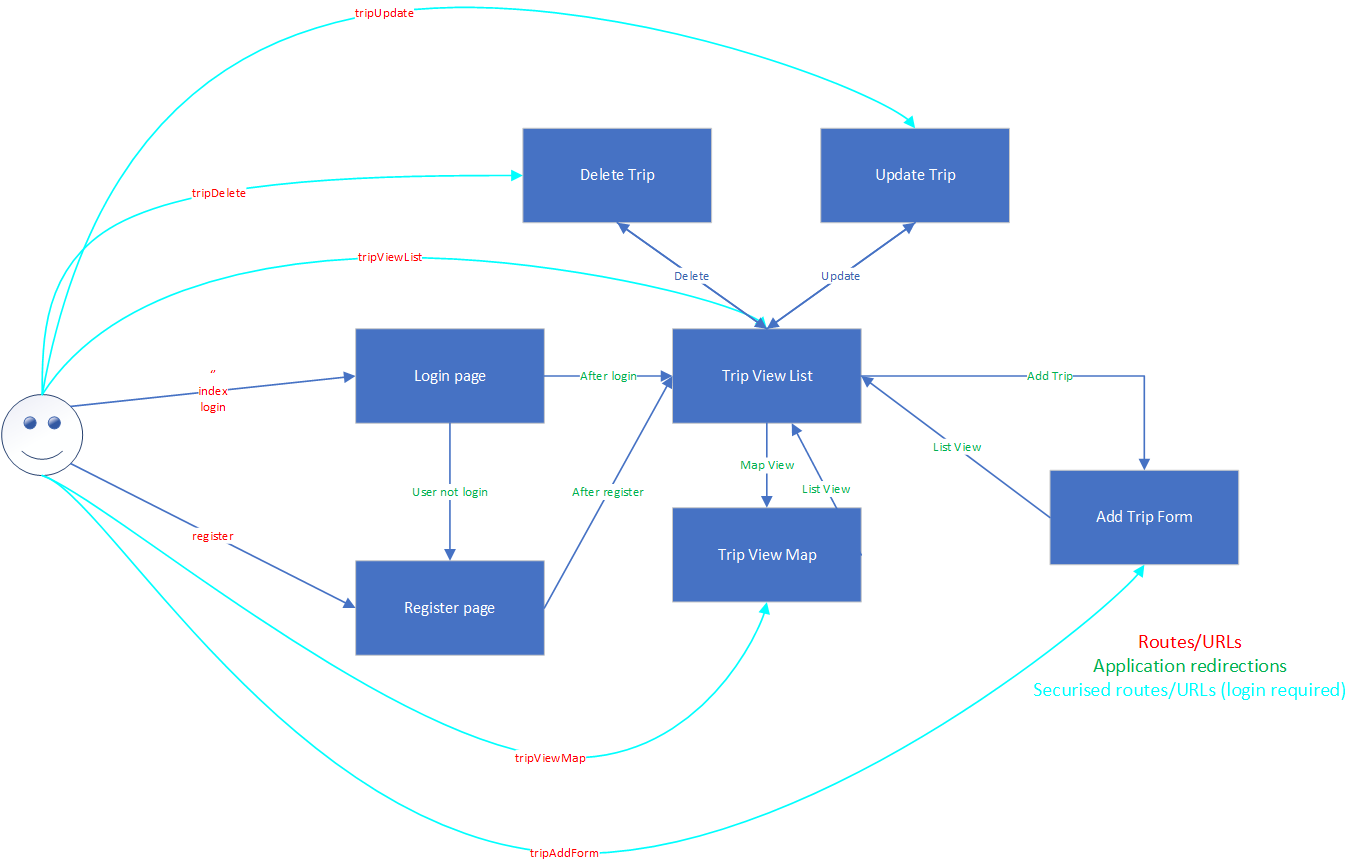 tripUpdate
Delete Trip
Update Trip
tripDelete
tripViewList
Delete
Update
‘’
index
login
Login page
After login
Trip View List
Add Trip
List View
Map View
User not login
After register
List View
Add Trip Form
register
Trip View Map
Register page
Routes/URLs
Application redirections
Securised routes/URLs (login required)
tripViewMap
tripAddForm